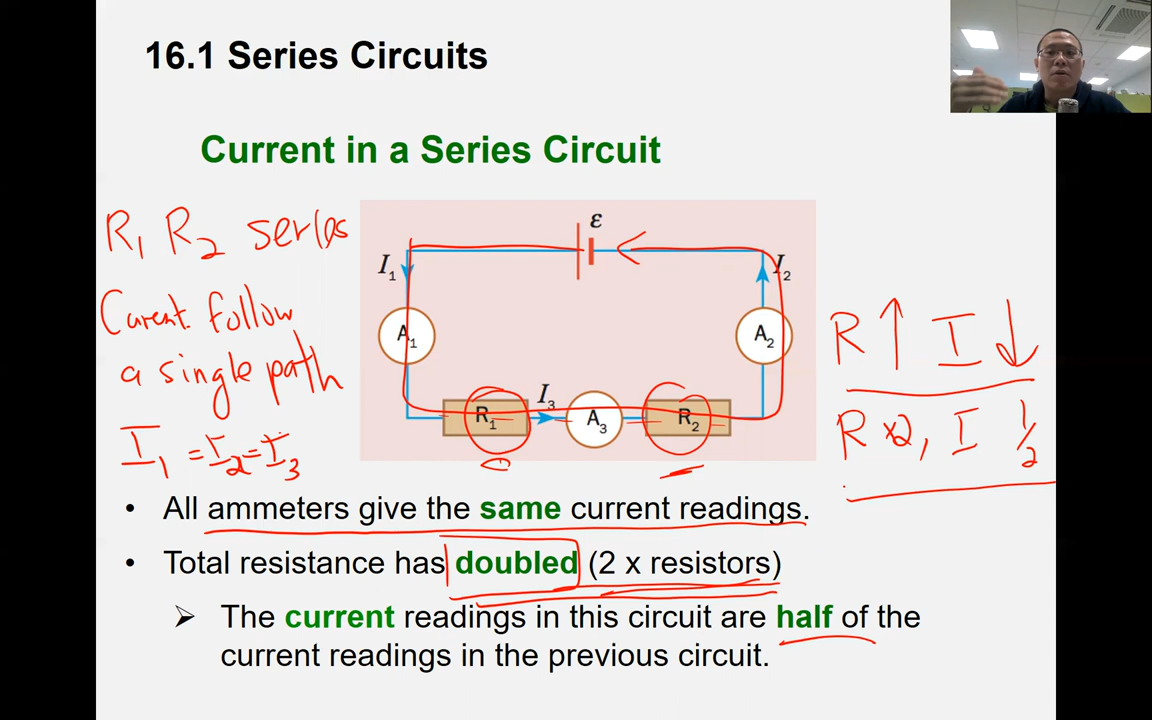 16.1 Series Circuits
Current in a Series Circuit
R1 R2 series
Curent follow
a single path
I1 = I2 = I3
ε
I1
I2
A1
A2
I3
R1
A3
R2
R ↑ I ↓
R x2, I 1/2
• All ammeters give the same current readings.
• Total resistance has doubled (2 x resistors)
➢ The current readings in this circuit are half of the
current readings in the previous circuit.